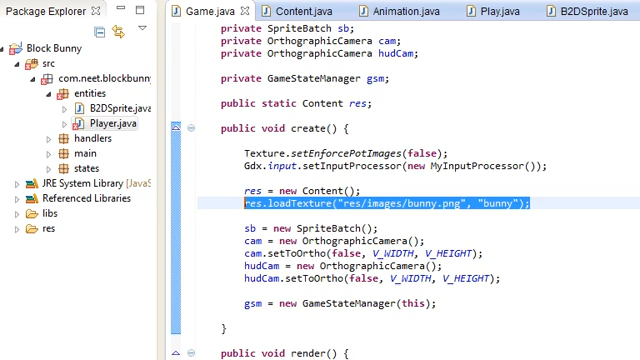 Package Explorer
Block Bunny
src
com.neet.blockbunny
entities
B2DSprite.java
Player.java
handlers
main
states
JRE System Library [JavaS
Referenced Libraries
libs
res
Game.java
Content.java
Animation.java
Play.java
B2DSprite.java
private SpriteBatch sb;
private OrthographicCamera cam;
private OrthographicCamera hudCam;
private GameStateManager gsm;
public static Content res;
public void create() {
Texture.setEnforcePotImages(false);
Gdx.input.setInputProcessor(new MyInputProcessor());
res = new Content();
res.loadTexture("res/images/bunny.png", "bunny");
sb = new SpriteBatch();
cam = new OrthographicCamera();
cam.setToOrtho(false, V_WIDTH, V_HEIGHT);
hudCam = new OrthographicCamera();
hudCam.setToOrtho(false, V_WIDTH, V_HEIGHT);
gsm = new GameStateManager(this);
}
public void render() {